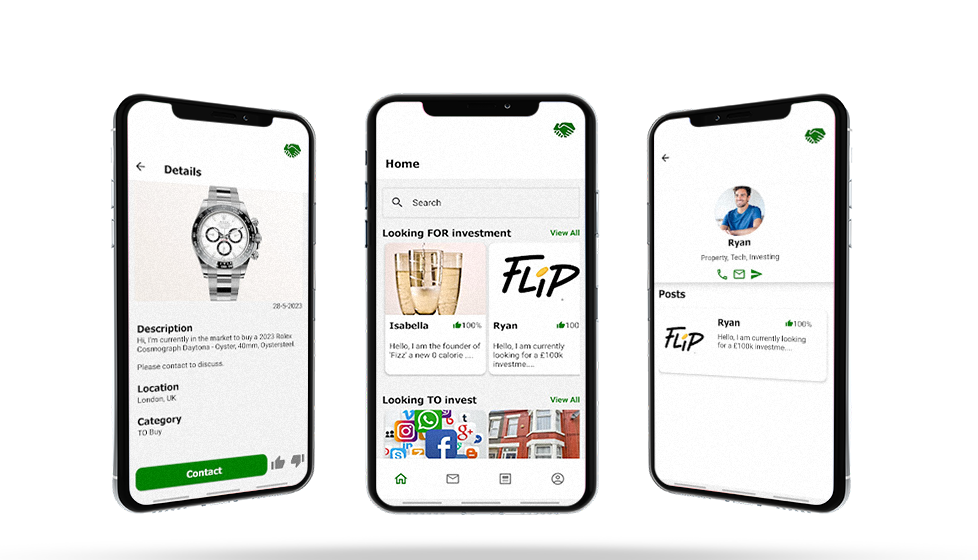 Details
28-5-2023
Description
Hi, I'm currently in the market to buy a 2023 Rolex
Cosmograph Daytona - Oyster, 40mm, Oystersteel.
Please contact to discuss.
Location
London, UK
Category
TO Buy
Contact
Home
Search
Looking FOR investment
View All
FLiP
Isabella
100%
Ryan
100
Hello, I am the founder of
'Fizz' a new 0 calorie ....
Hello, I am currently
looking for a £100k
investme....
Looking TO invest
View All
g+
f
Ryan
Property, Tech, Investing
Posts
FLiP
Ryan
100%
Hello, I am currently looking
for a £100k investme....